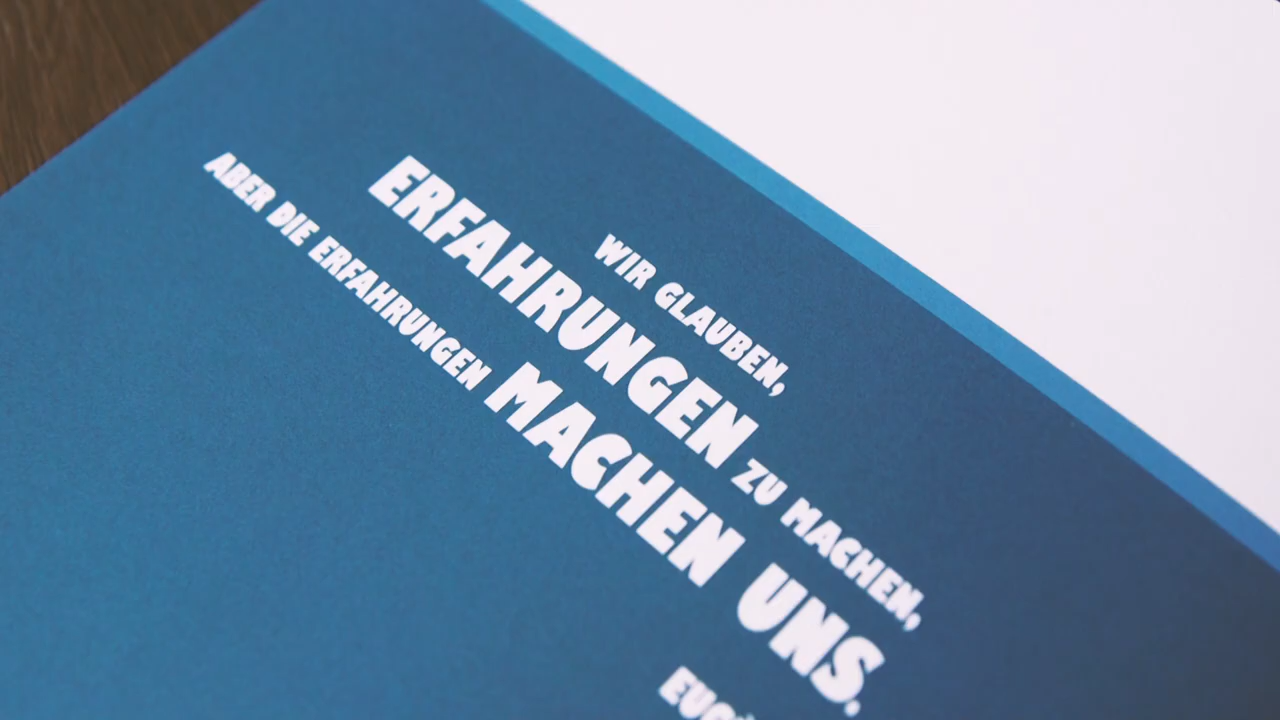 WIR GLAUBEN,
ERFAHRUNGEN ZU MACHEN,
ABER DIE ERFAHRUNGEN MACHEN UNS.